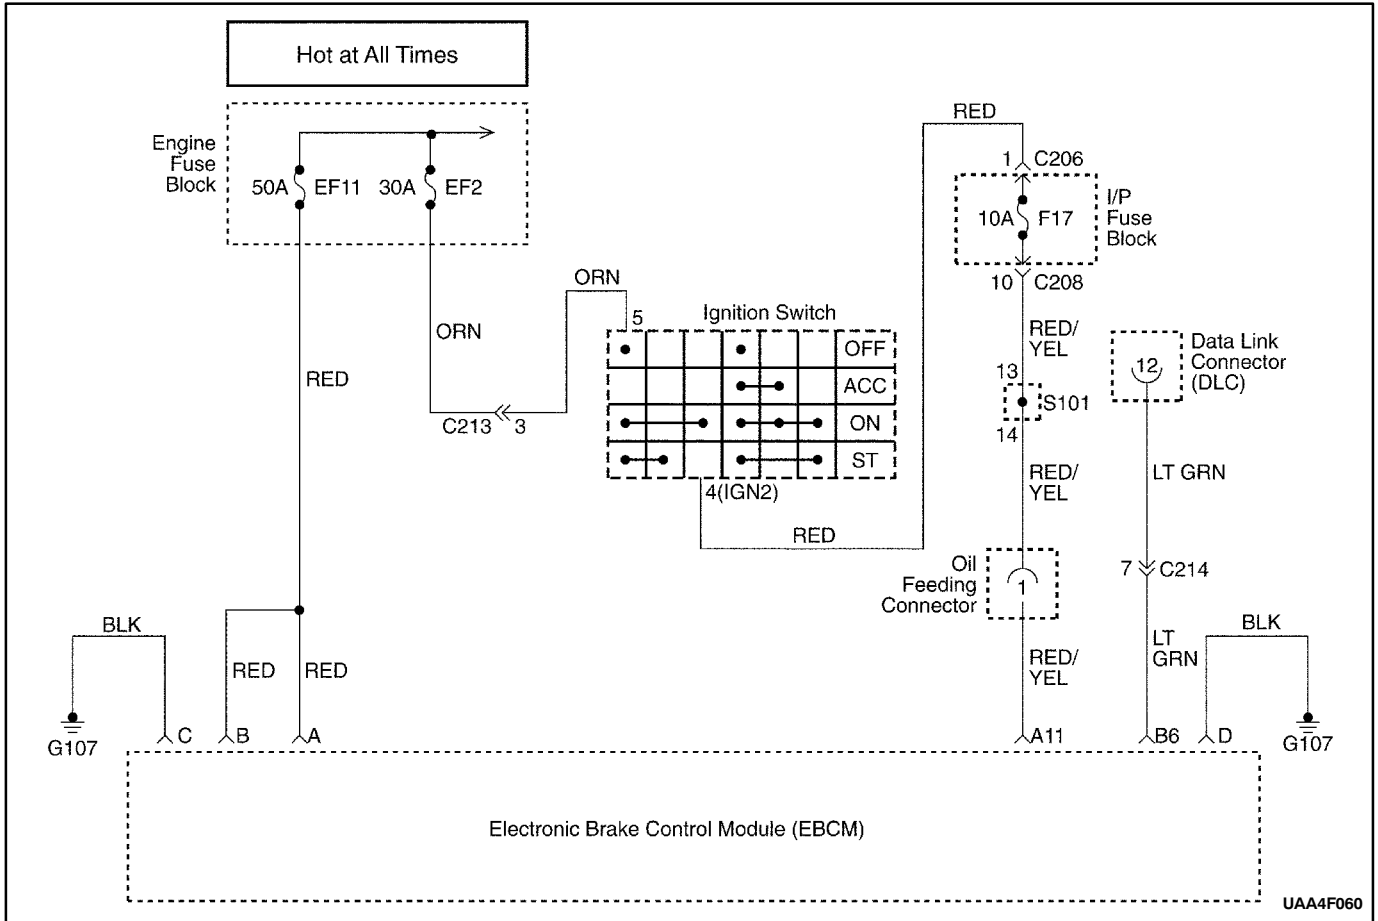 Hot at All Times
Engine
Fuse
Block
50A EF11
30A EF2
RED
1 C206
10A F17
I/P
Fuse
Block
10 C208
ORN
ORN
5
Ignition Switch
OFF
ACC
ON
ST
4(IGN2)
C213 3
RED
RED
RED/
YEL
13
S101
14
RED/
YEL
12
Data Link
Connector
(DLC)
LT GRN
7 C214
Oil
Feeding
Connector
1
LT
GRN
RED/
YEL
BLK
RED
RED
BLK
G107
C
B
A
A11
B6
D
G107
Electronic Brake Control Module (EBCM)
UAA4F060